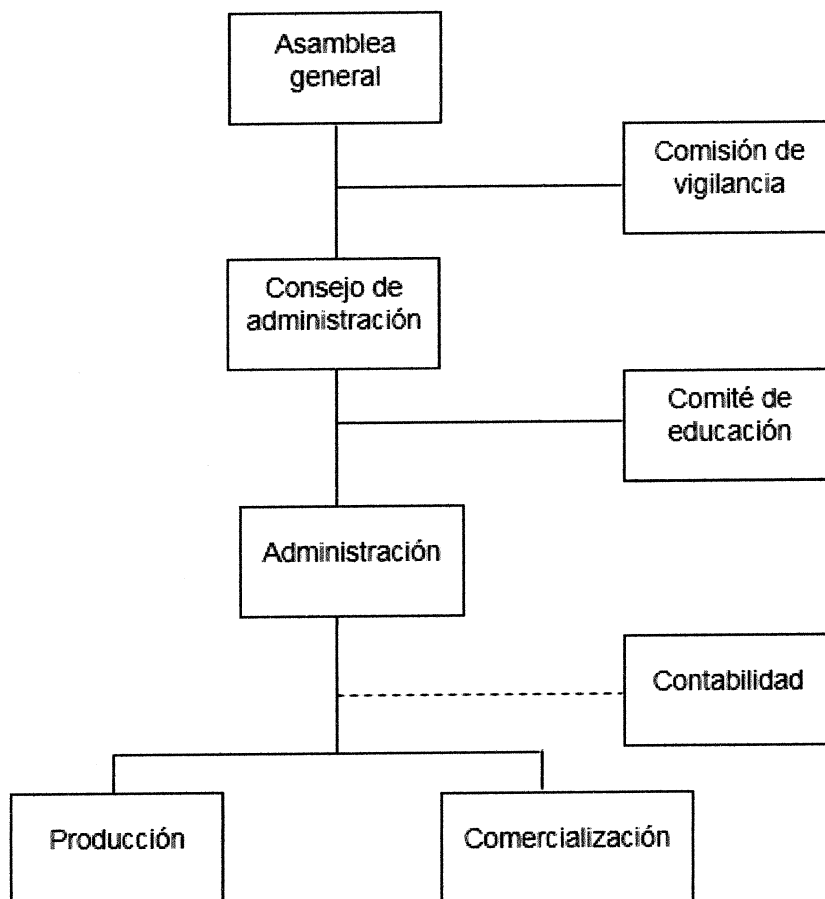 Asamblea
general
Comisión de
vigilancia
Consejo de
administración
Comité de
educación
Administración
Contabilidad
Producción
Comercialización